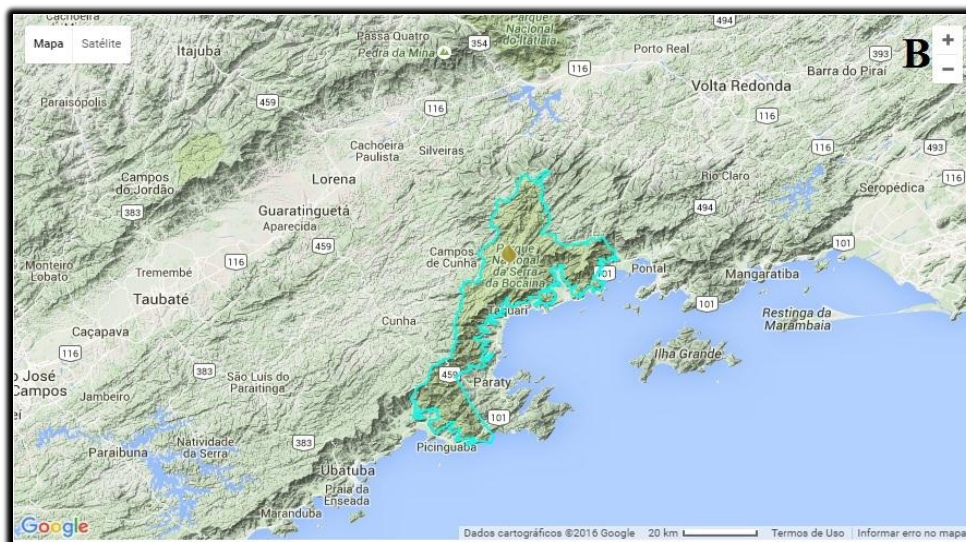 Mapa
Satélite
Cachoeira
de Minas
Itajubá
Passa Quatro
Pedra da Mina
354
Parque
Nacional
do Itatiaia
494
Porto Real
116
B
+
−
393
Barra do Piraí
Volta Redonda
Paraisópolis
459
116
116
116
Cachoeira
Paulista
Silveiras
116
493
116
Campos
do Jordão
383
Lorena
Guaratinguetá
Aparecida
459
Rio Claro
494
Seropédica
Monteiro
Lobato
116
Tremembé
Taubaté
Campos
de Cunha
Parque
Nacional
da Serra
da Bocaina
101
Pontal
101
Mangaratiba
101
Restinga da
Marambaia
Caçapava
116
Cunha
Ilha Grande
o José
Campos
383
São Luís do
Paraitinga
459
Paraty
Jambeiro
101
Paraibuna
Natividade
da Serra
383
Picinguaba
Ubatuba
Praia da
Enseada
Maranduba
Google
Dados cartográficos ©2016 Google
20 km
Termos de Uso
Informar erro no mapa